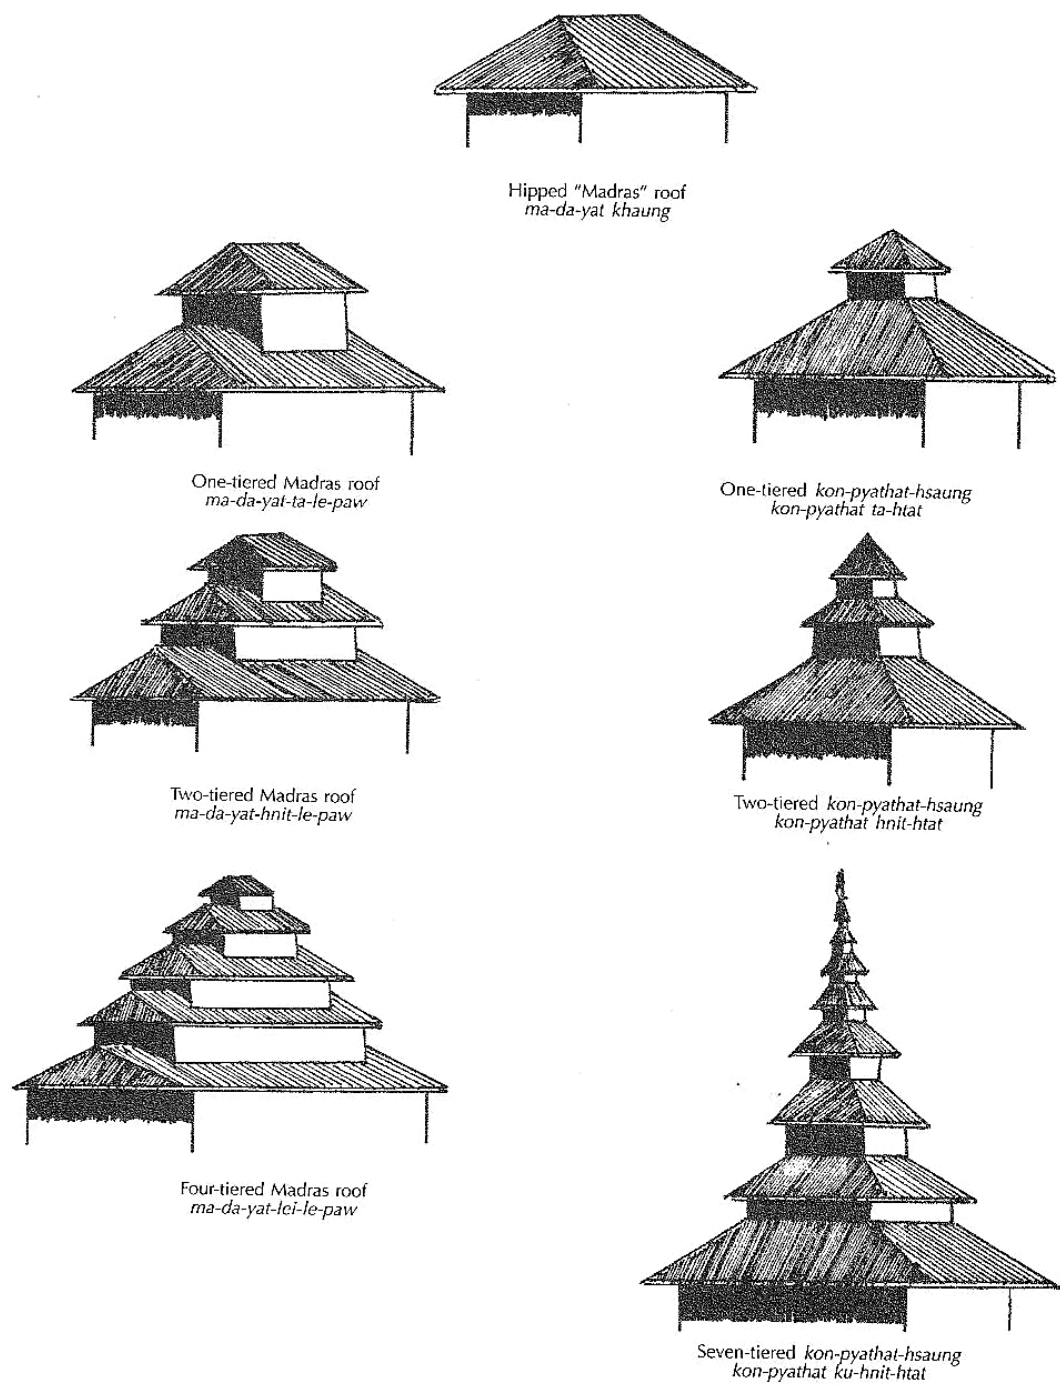 Hipped "Madras" roof
ma-da-yat khaung
One-tiered Madras roof
ma-da-yat-ta-le-paw
One-tiered kon-pyathat-hsaung
kon-pyathat ta-htat
Two-tiered Madras roof
ma-da-yat-hnit-le-paw
Two-tiered kon-pyathat-hsaung
kon-pyathat hnit-htat
Four-tiered Madras roof
ma-da-yat-lei-le-paw
Seven-tiered kon-pyathat-hsaung
kon-pyathat ku-hnit-htat